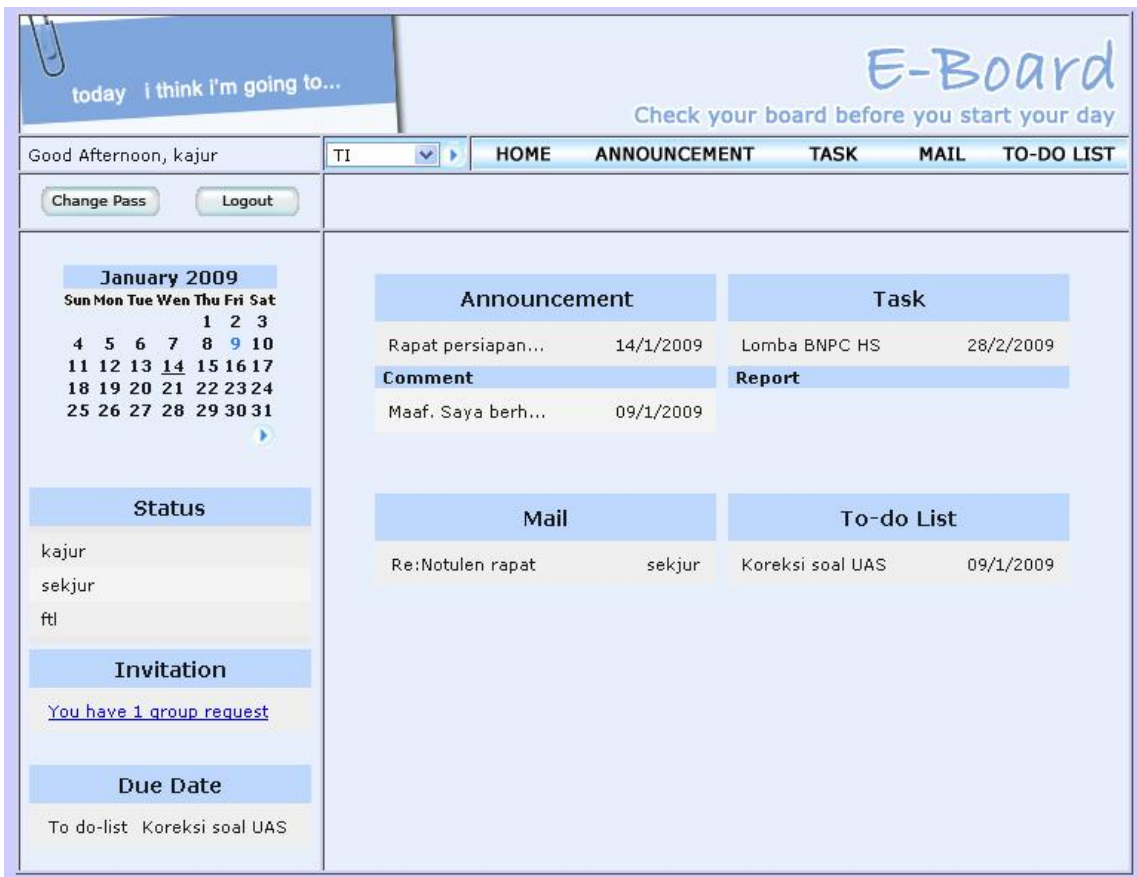 today i think i'm going to...
E-Board
Check your board before you start your day
Good Afternoon, kajur
TI
HOME ANNOUNCEMENT TASK MAIL TO-DO LIST
Change Pass Logout
January 2009
Sun Mon Tue Wen Thu Fri Sat
1 2 3
4 5 6 7 8 9 10
11 12 13 14 15 16 17
18 19 20 21 22 23 24
25 26 27 28 29 30 31
Status
kajur
sekjur
ftl
Invitation
You have 1 group request
Due Date
To do-list Koreksi soal UAS
Announcement
Rapat persiapan... 14/1/2009
Comment
Maaf. Saya berh... 09/1/2009
Task
Lomba BNPC HS 28/2/2009
Report
Mail
Re:Notulen rapat sekjur
To-do List
Koreksi soal UAS 09/1/2009